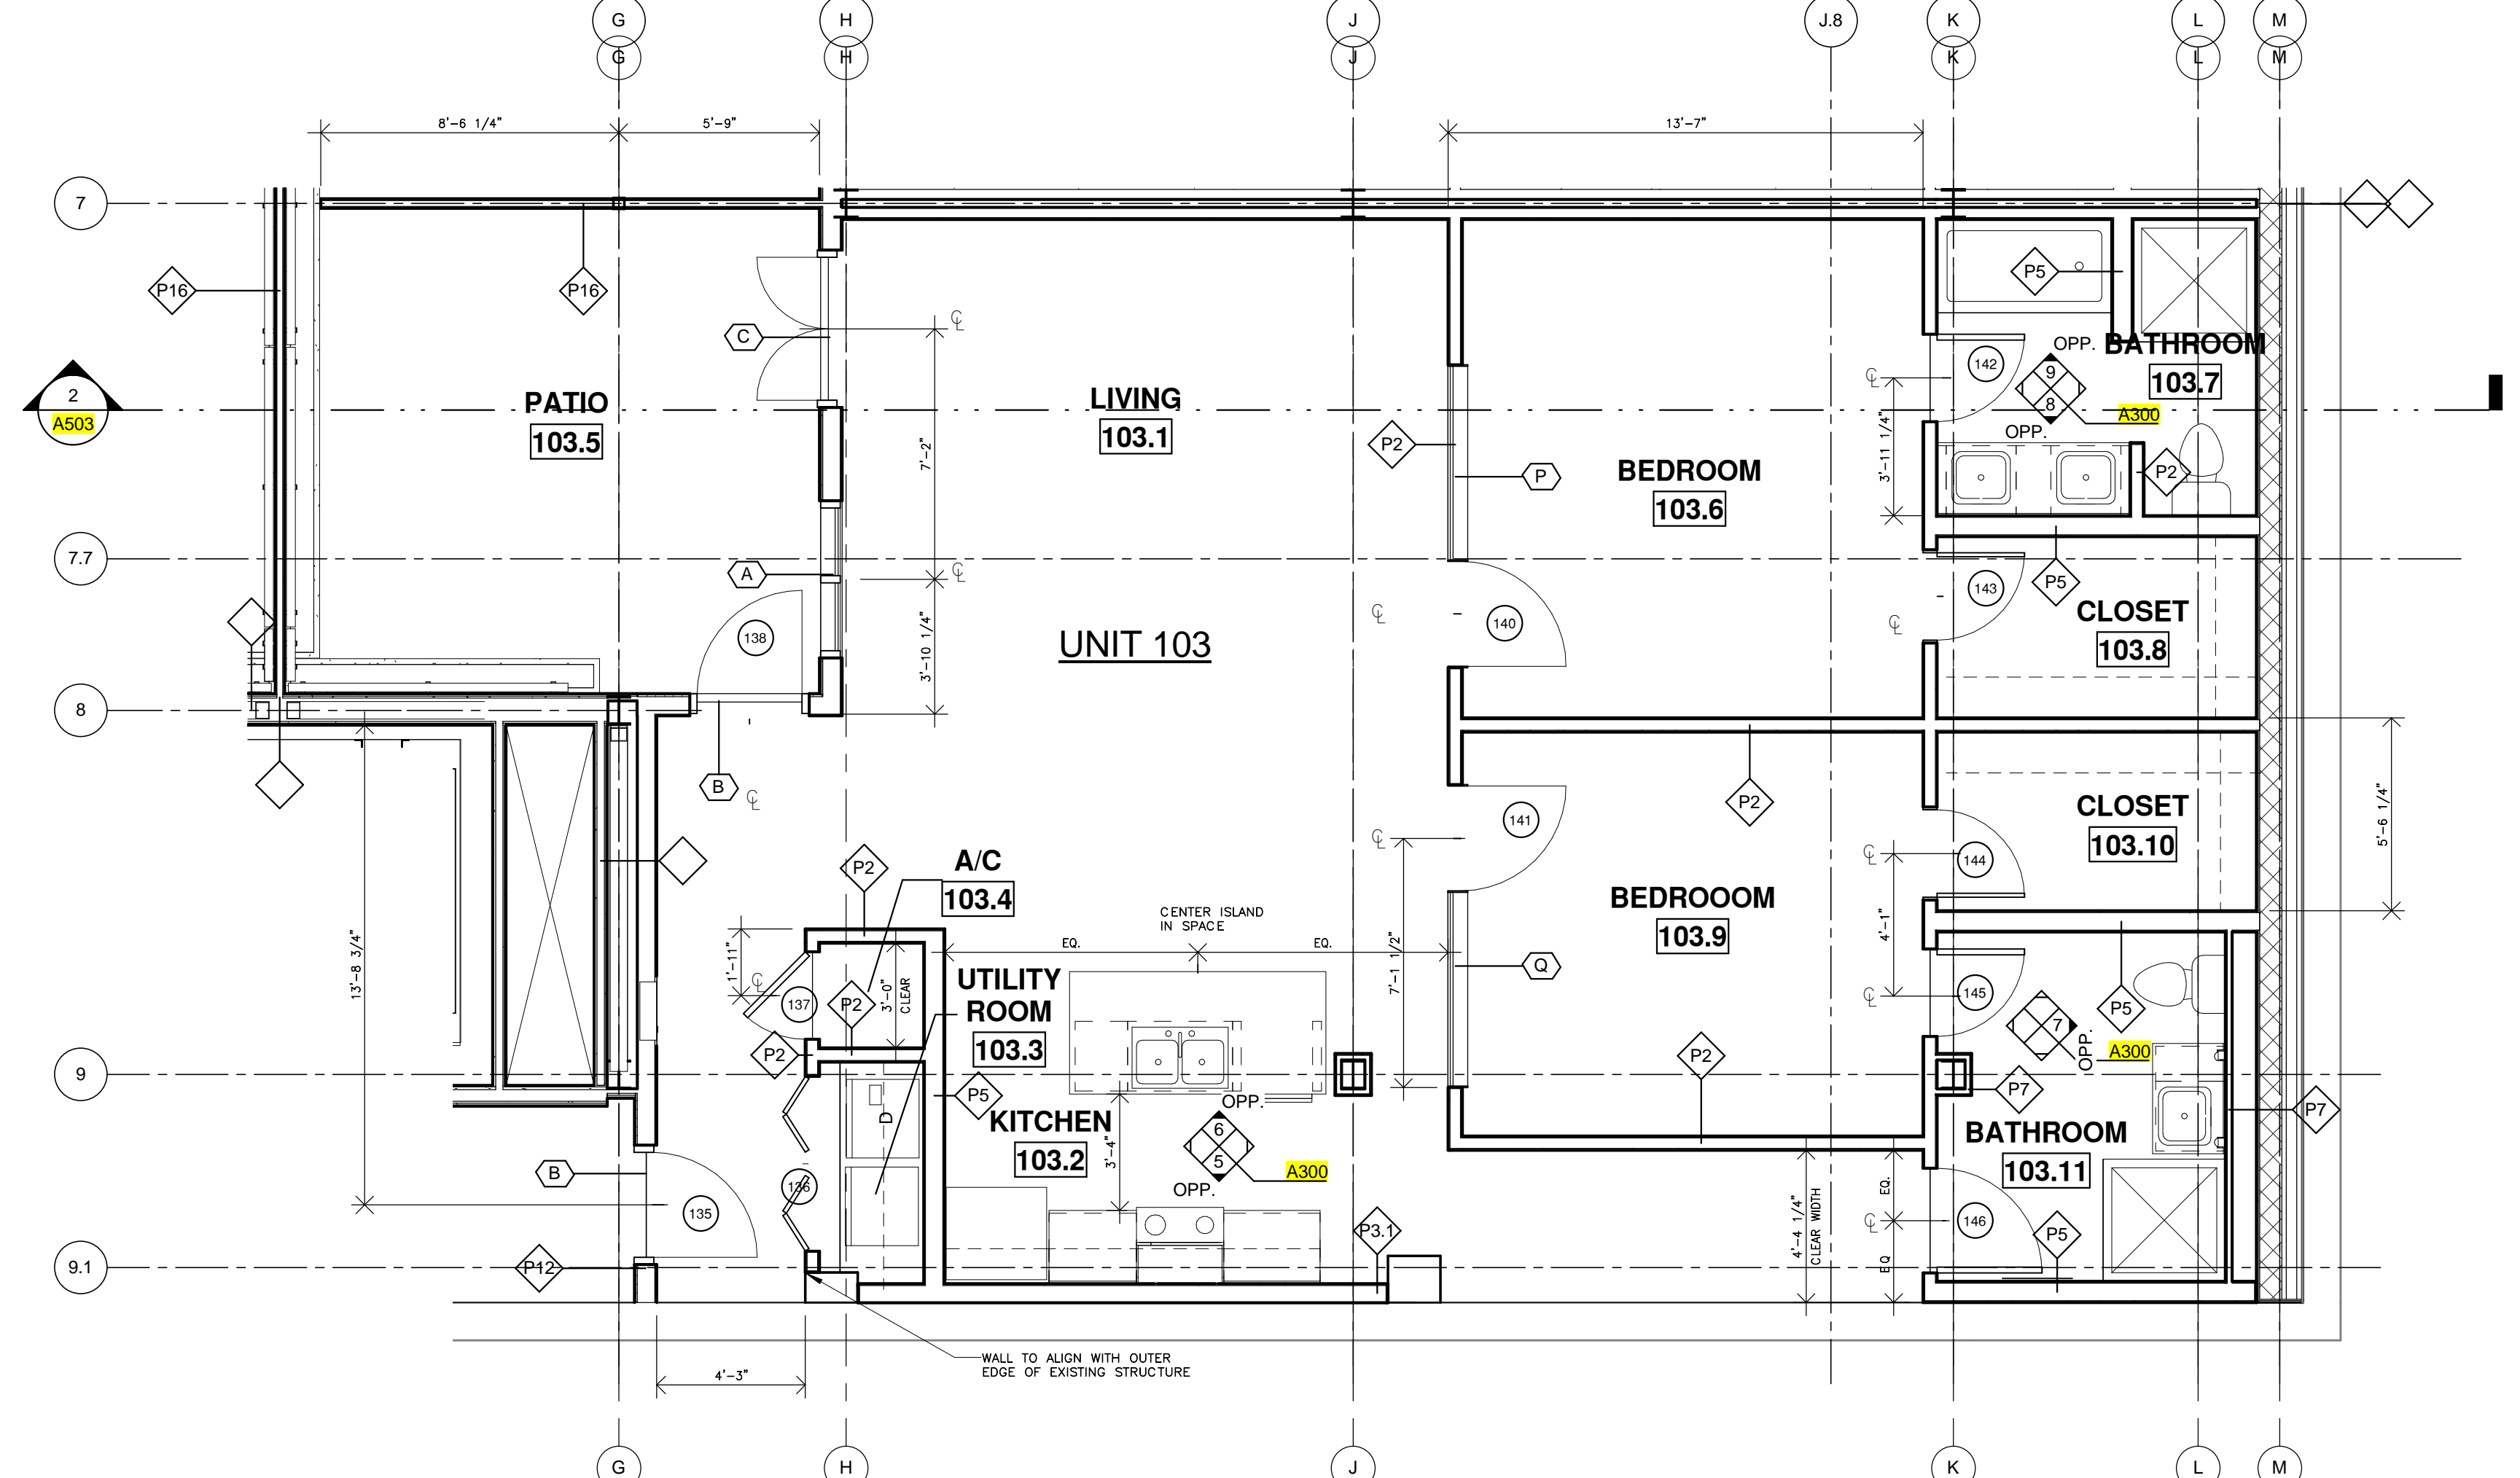 G H J J.8 K L M
G H J K L M
8'-6 1/4" 5'-9" 13'-7"
7
P16 P16 P5
C ℄
OPP. BATHROOM
142 9 103.7
℄ 8 A300
2
A503
PATIO
103.5
LIVING
103.1
7'-2"
P2
3'-11 1/4"
OPP.
P
BEDROOM
103.6
P2
7.7
A ℄
P5
143
138
3'-10 1/4"
℄
140
℄
CLOSET
103.8
UNIT 103
8
B ℄
P2
141
℄
CLOSET
103.10
5'-6 1/4"
P2
A/C
103.4
℄ 144
BEDROOOM
103.9
4'-1"
CENTER ISLAND
IN SPACE
EQ. EQ.
13'-8 3/4"
1'-11"
℄
137
P2
3'-0"
CLEAR
UTILITY
ROOM
103.3
7'-1 1/2"
Q
℄ 145
P5
7
OPP.
A300
9
P2
P5
P2
P7
P7
D
OPP.
KITCHEN
103.2
3'-4"
6
5
A300
OPP.
BATHROOM
103.11
B
136
135
P3.1
4'-4 1/4"
CLEAR WIDTH
EQ.
℄ 146
EQ
P5
9.1
P12
WALL TO ALIGN WITH OUTER
EDGE OF EXISTING STRUCTURE
4'-3"
G H J K L M